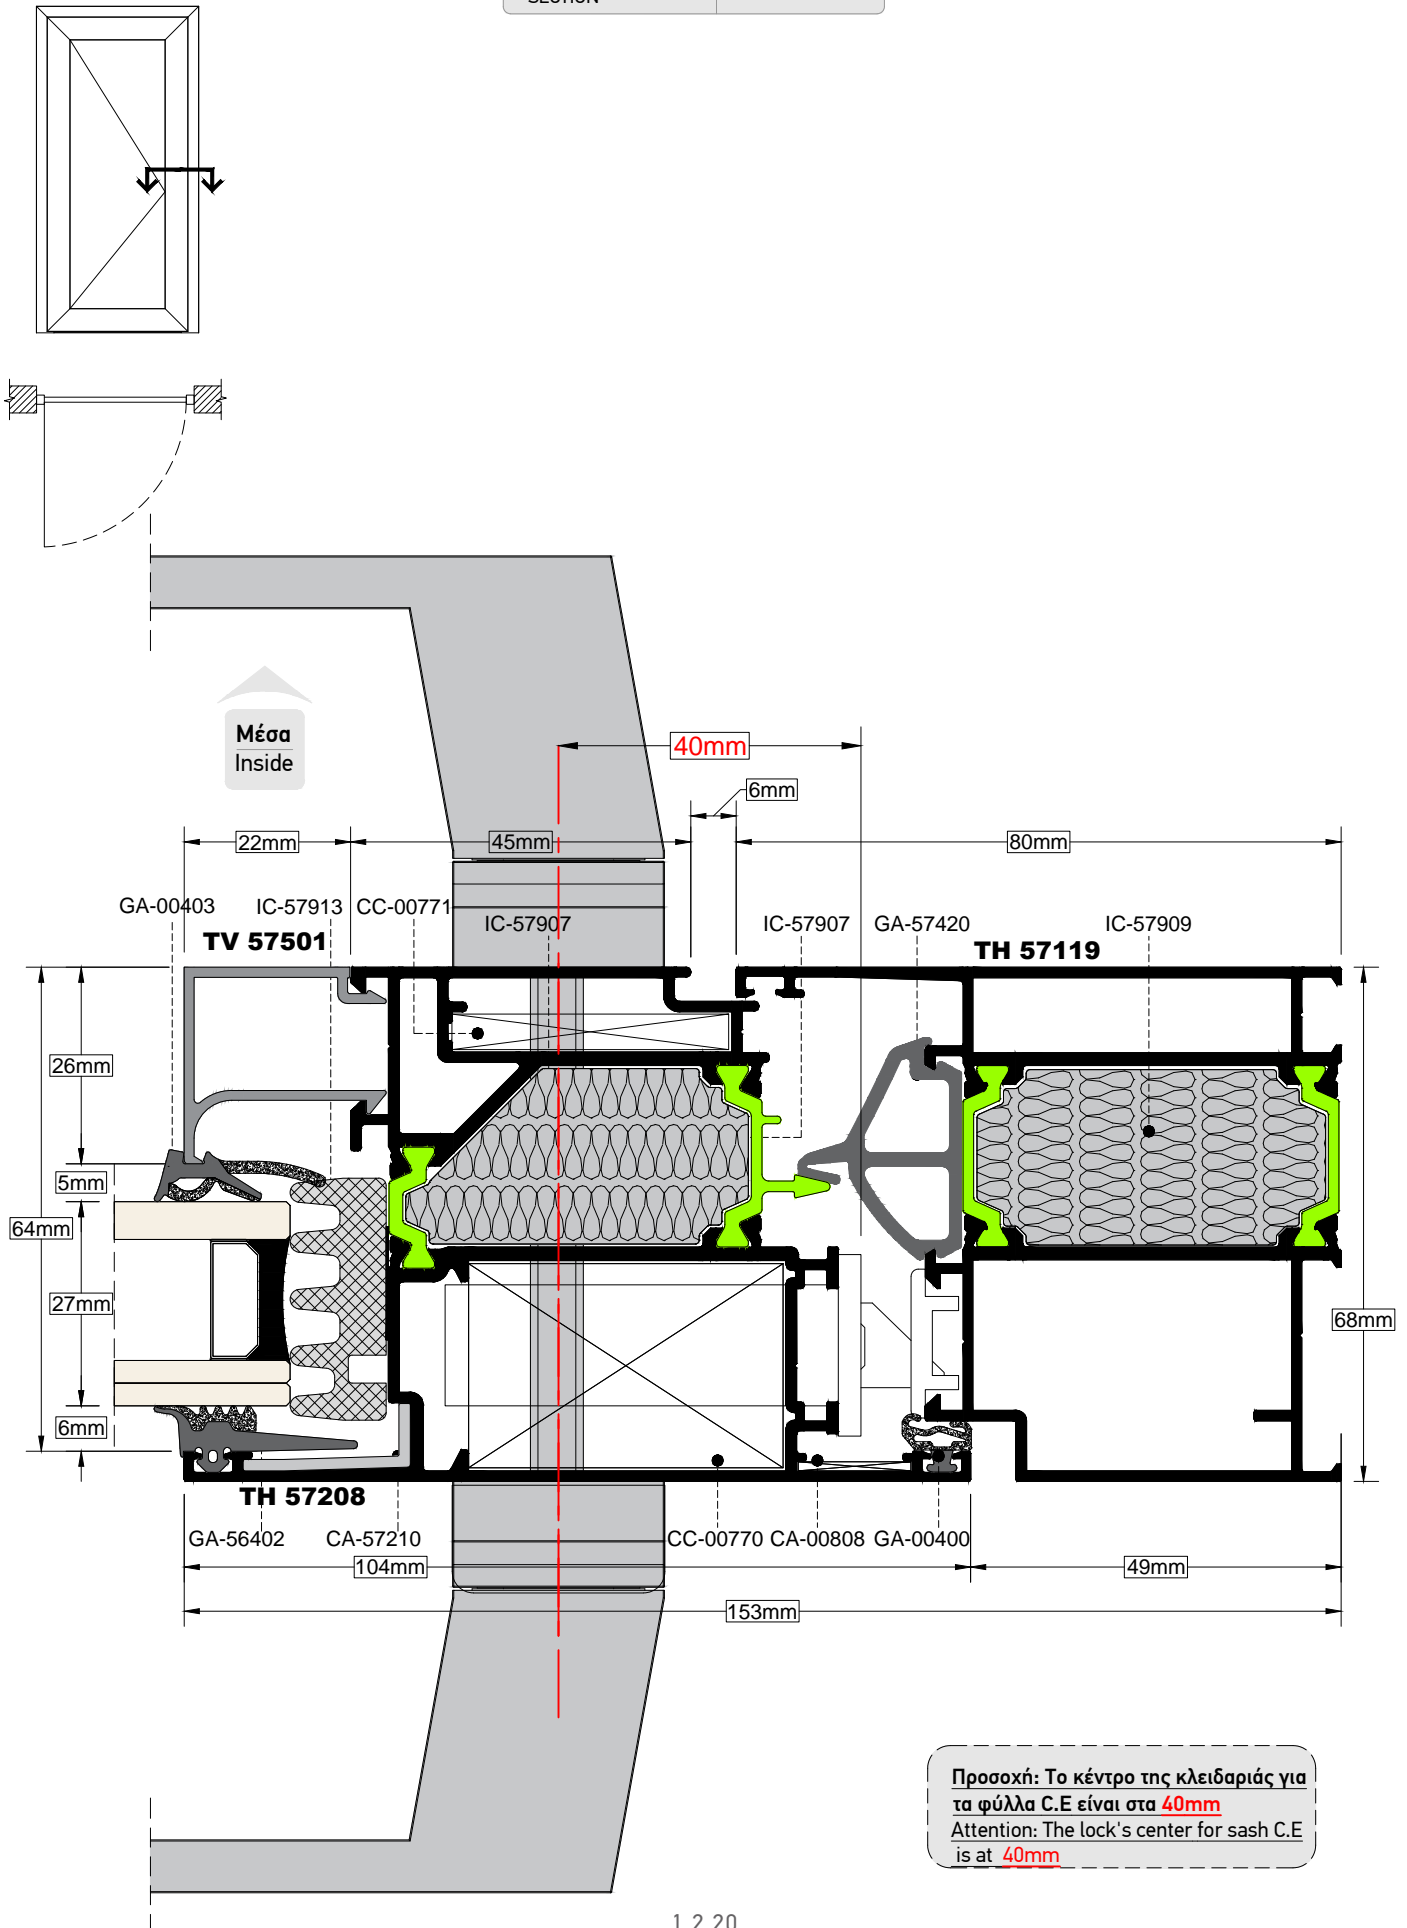 SECTION
Μέσα
Inside
40mm
6mm
22mm
45mm
80mm
GA-00403
IC-57913
CC-00771
IC-57907
IC-57907
GA-57420
IC-57909
TV 57501
TH 57119
26mm
5mm
64mm
27mm
68mm
6mm
TH 57208
GA-56402
CA-57210
CC-00770
CA-00808
GA-00400
104mm
49mm
153mm
Προσοχή: Το κέντρο της κλειδαριάς για
τα φύλλα C.E είναι στα 40mm
Attention: The lock's center for sash C.E
is at 40mm
1.2.20